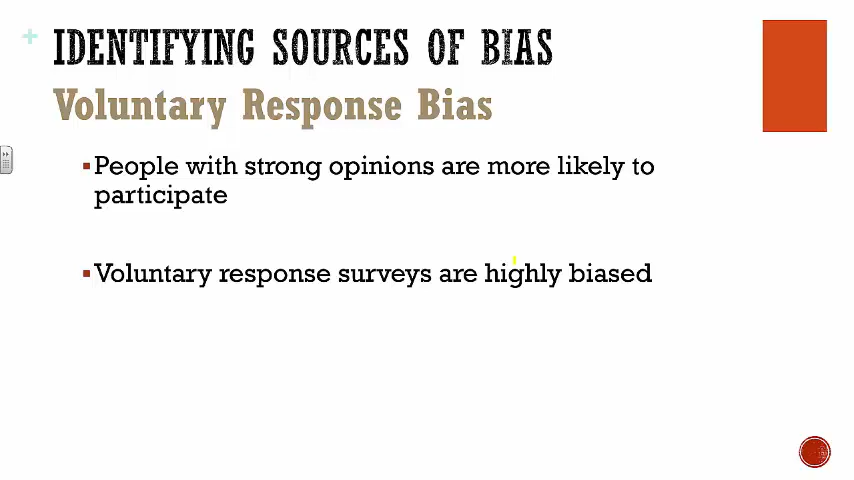 IDENTIFYING SOURCES OF BIAS
Voluntary Response Bias
People with strong opinions are more likely to
participate
Voluntary response surveys are highly biased